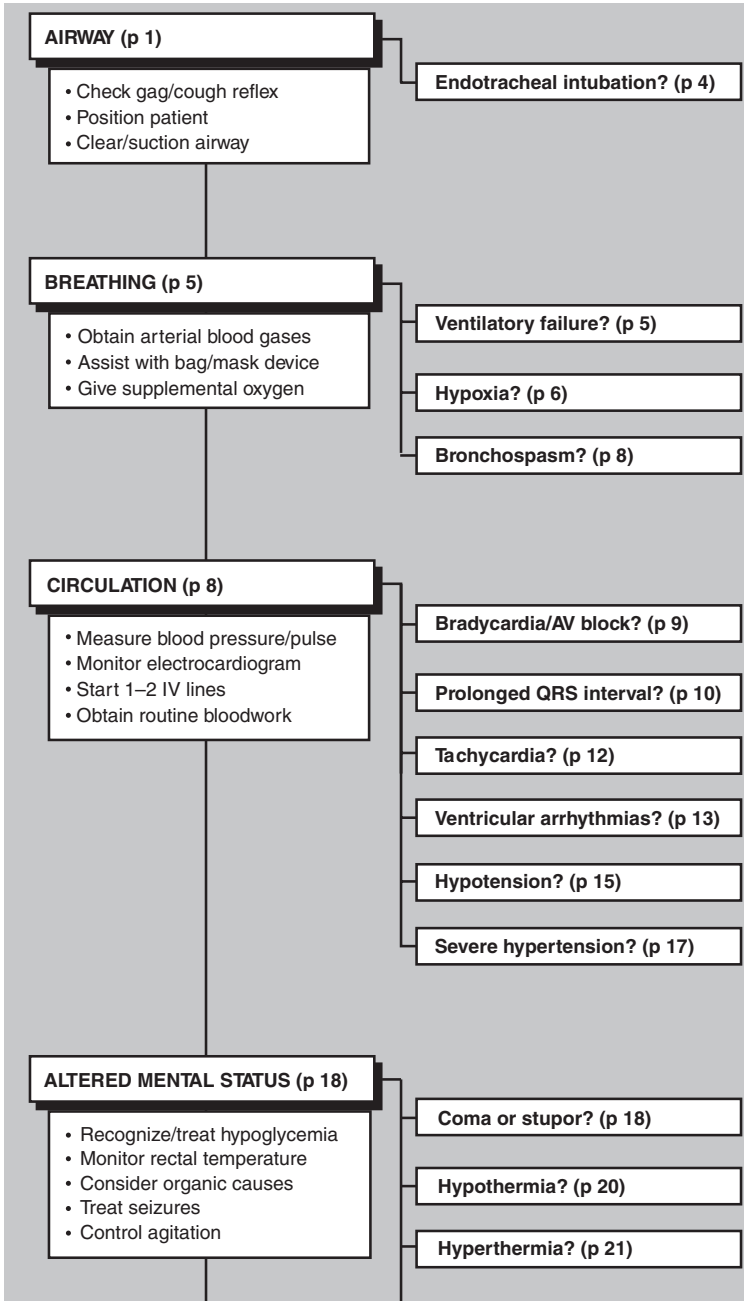 AIRWAY (p 1)
• Check gag/cough reflex
• Position patient
• Clear/suction airway
Endotracheal intubation? (p 4)
BREATHING (p 5)
• Obtain arterial blood gases
• Assist with bag/mask device
• Give supplemental oxygen
Ventilatory failure? (p 5)
Hypoxia? (p 6)
Bronchospasm? (p 8)
CIRCULATION (p 8)
• Measure blood pressure/pulse
• Monitor electrocardiogram
• Start 1–2 IV lines
• Obtain routine bloodwork
Bradycardia/AV block? (p 9)
Prolonged QRS interval? (p 10)
Tachycardia? (p 12)
Ventricular arrhythmias? (p 13)
Hypotension? (p 15)
Severe hypertension? (p 17)
ALTERED MENTAL STATUS (p 18)
• Recognize/treat hypoglycemia
• Monitor rectal temperature
• Consider organic causes
• Treat seizures
• Control agitation
Coma or stupor? (p 18)
Hypothermia? (p 20)
Hyperthermia? (p 21)